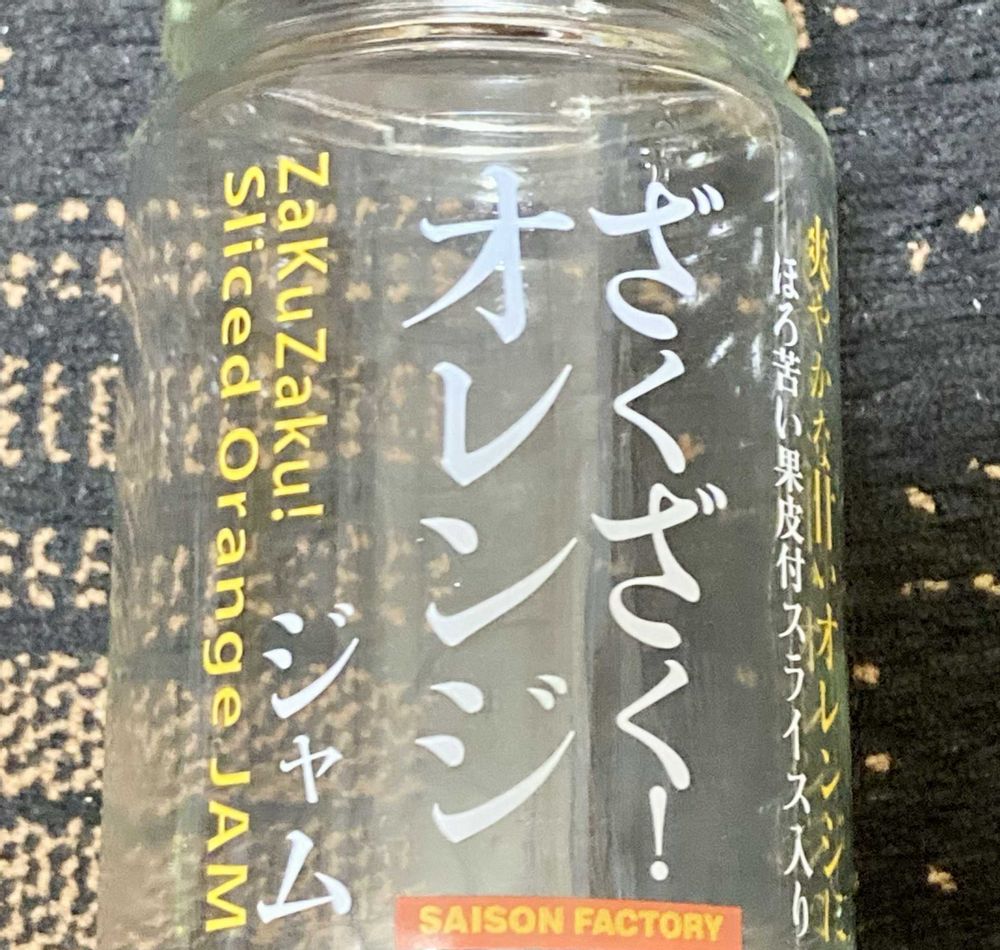 爽やかな甘いオレンジに
ほろ苦い果皮付スライス入り
ざくざく!
オレンジ
ジャム
ZakuZaku!
Sliced Orange JAM
SAISON FACTORY